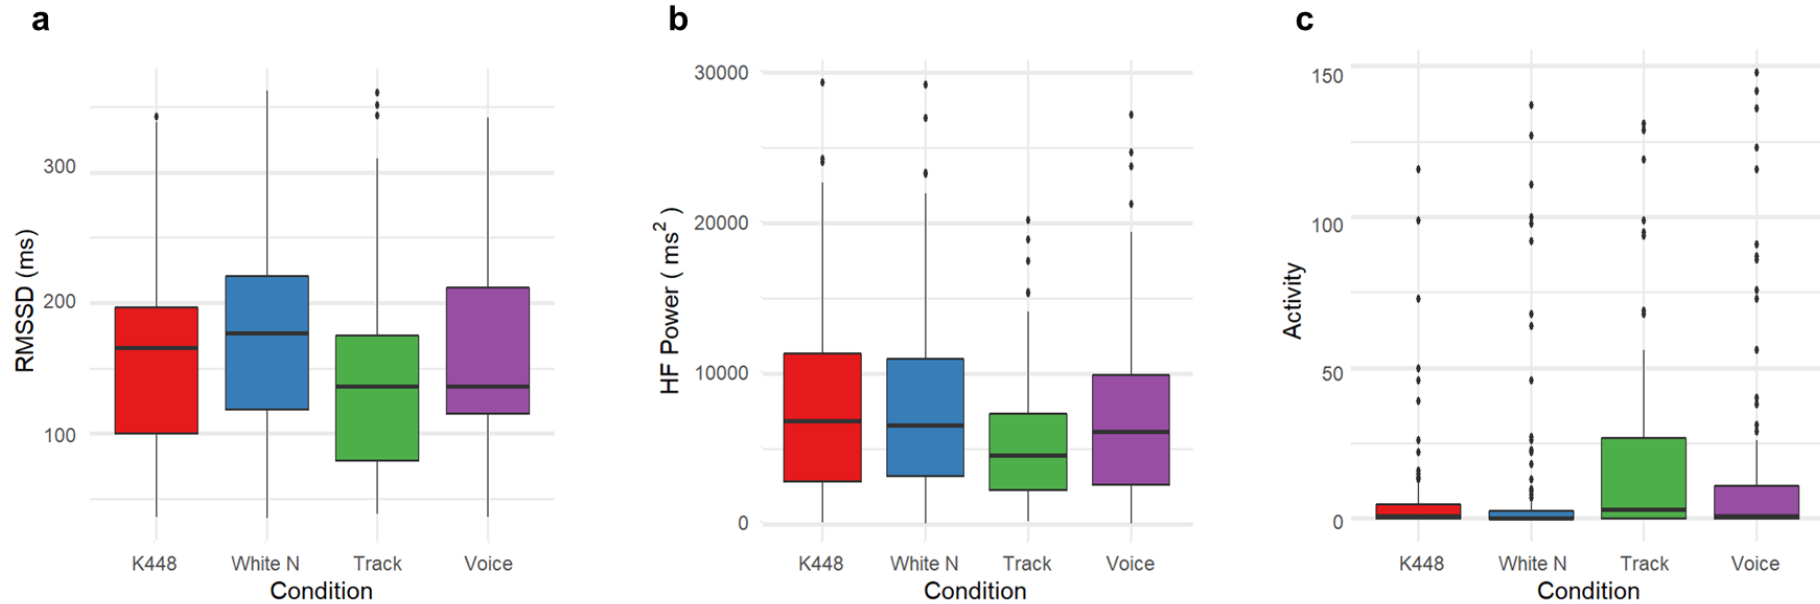 a
RMSSD (ms)
300
200
100
K448 White N Track Voice
Condition
b
HF Power ( ms² )
30000
20000
10000
0
K448 White N Track Voice
Condition
c
Activity
150
100
50
0
K448 White N Track Voice
Condition